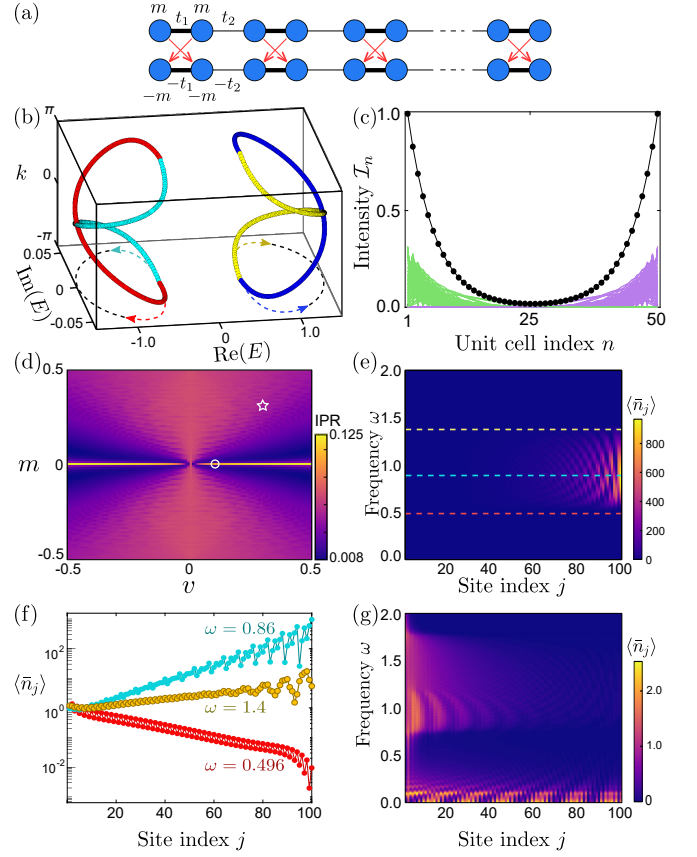 (a)
m t₁ m t₂
−t₁ −t₂
−m −m
(b)
π
k
0
-π
0.05
0
-0.05
Im(E)
-1.0 0 1.0
Re(E)
(c)
1.0
0.5
0.0
Intensity ℐₙ
1 25 50
Unit cell index n
(d)
0.5
m 0
-0.5
-0.5 0 0.5
v
IPR
0.125
0.008
(e)
⟨n̄ⱼ⟩
2.0
1.5
1.0
0.5
0.0
Frequency ω
20 40 60 80 100
Site index j
800
600
400
200
0
(f)
⟨n̄ⱼ⟩
10²
10⁰
10⁻²
ω = 0.86
ω = 1.4
ω = 0.496
20 40 60 80 100
Site index j
(g)
⟨n̄ⱼ⟩
2.0
1.5
1.0
0.5
0.0
Frequency ω
20 40 60 80 100
Site index j
2.0
1.0
0